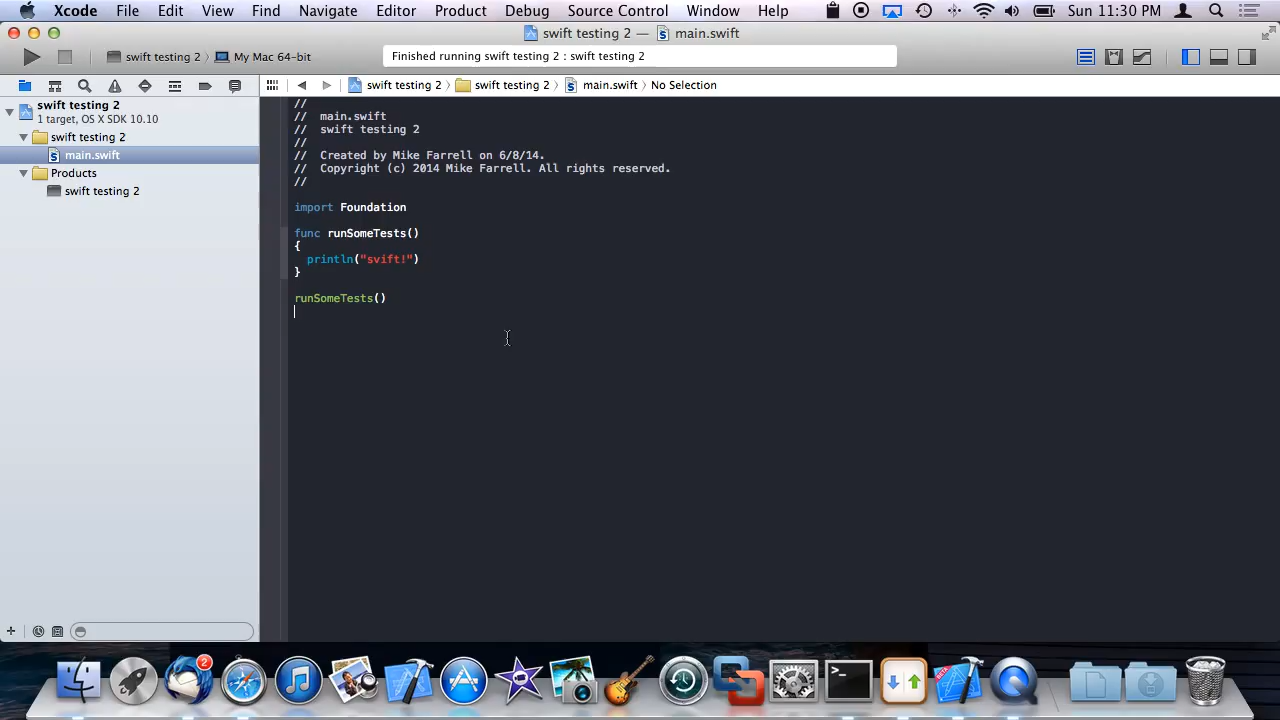 Xcode File Edit View Find Navigate Editor Product Debug Source Control Window Help Sun 11:30 PM
swift testing 2 — main.swift
swift testing 2 〉 My Mac 64-bit
Finished running swift testing 2 : swift testing 2
swift testing 2 〉 swift testing 2 〉 main.swift 〉 No Selection
swift testing 2
1 target, OS X SDK 10.10
swift testing 2
main.swift
Products
swift testing 2
//
// main.swift
// swift testing 2
//
// Created by Mike Farrell on 6/8/14.
// Copyright (c) 2014 Mike Farrell. All rights reserved.
//
import Foundation
func runSomeTests()
{
println("svift!")
}
runSomeTests()
2